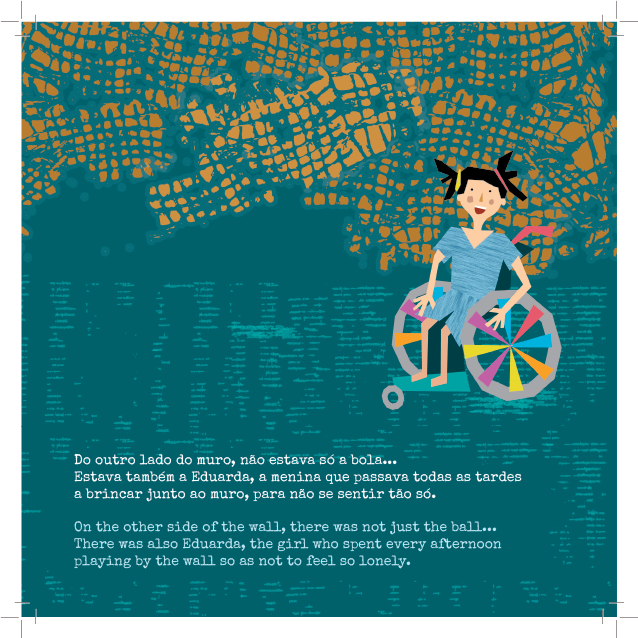 Do outro lado do muro, não estava só a bola...
Estava também a Eduarda, a menina que passava todas as tardes
a brincar junto ao muro, para não se sentir tão só.
On the other side of the wall, there was not just the ball...
There was also Eduarda, the girl who spent every afternoon
playing by the wall so as not to feel so lonely.